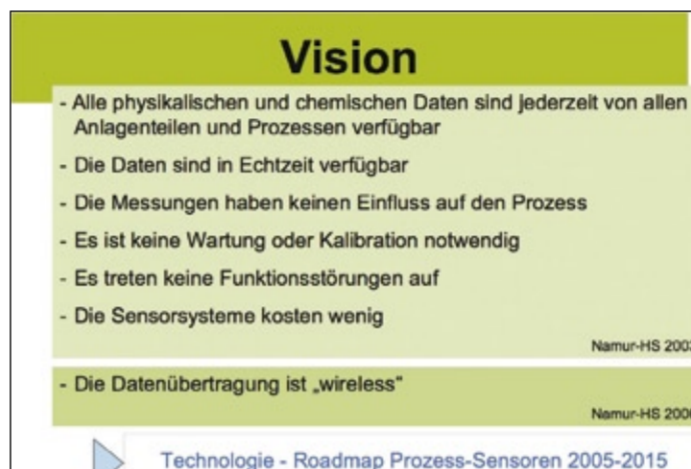 Vision
- Alle physikalischen und chemischen Daten sind jederzeit von allen
Anlagenteilen und Prozessen verfügbar
- Die Daten sind in Echtzeit verfügbar
- Die Messungen haben keinen Einfluss auf den Prozess
- Es ist keine Wartung oder Kalibration notwendig
- Es treten keine Funktionsstörungen auf
- Die Sensorsysteme kosten wenig
Namur-HS 2003
- Die Datenübertragung ist „wireless“
Namur-HS 2006
Technologie - Roadmap Prozess-Sensoren 2005-2015